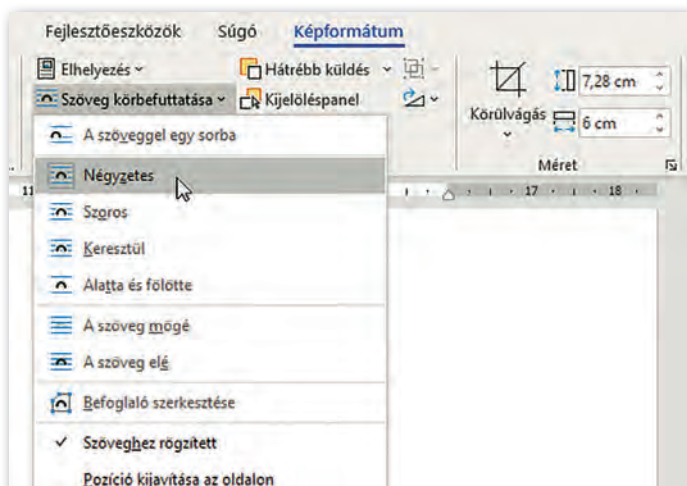 Fejlesztőeszközök Súgó Képformátum
Elhelyezés Hátrébb küldés
Szöveg körbefuttatása Kijelöléspanel
Körülvágás
7,28 cm
6 cm
Méret
A szöveggel egy sorba
Négyzetes
11 17 18
Szoros
Keresztül
Alatta és fölötte
A szöveg mögé
A szöveg elé
Befoglaló szerkesztése
Szöveghez rögzített
Pozíció kijavítása az oldalon